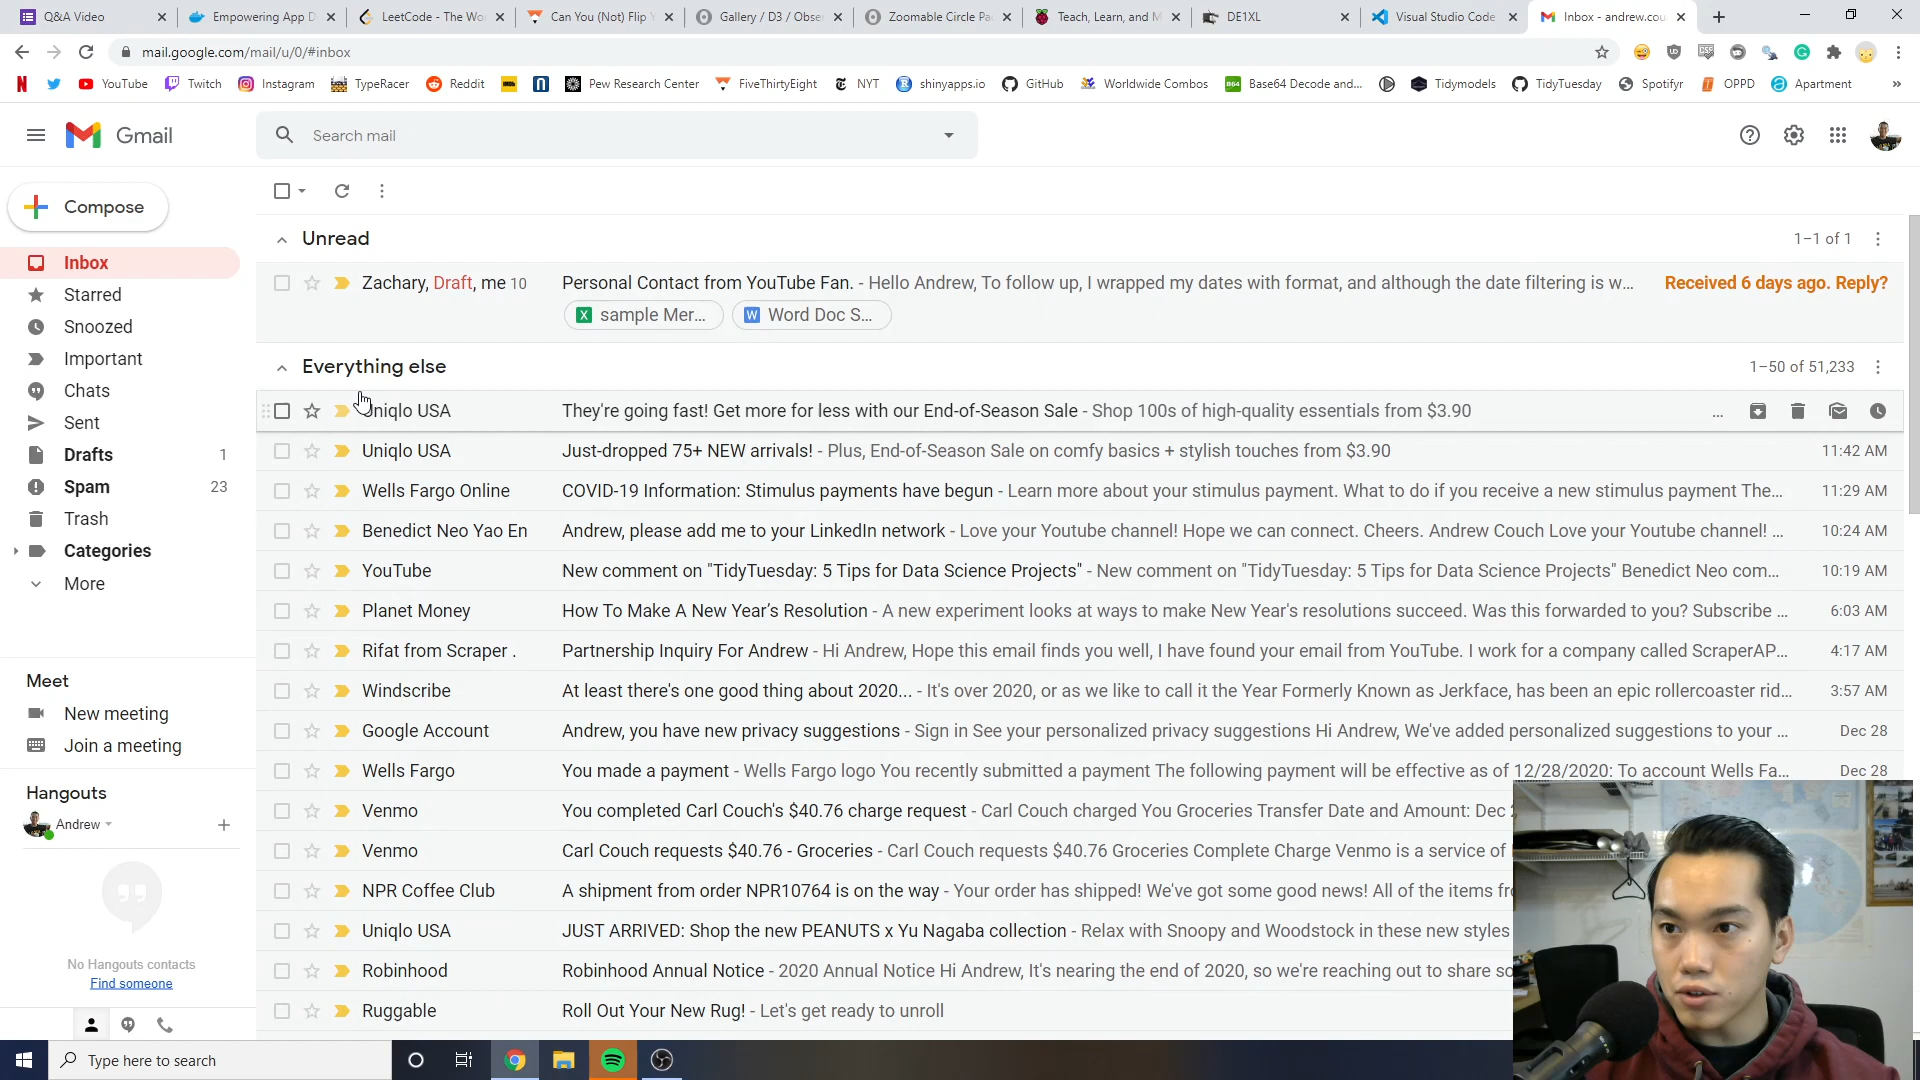 Q&A Video
Empowering App D
LeetCode - The Wo
Can You (Not) Flip Y
Gallery / D3 / Obse
Zoomable Circle Pa
Teach, Learn, and M
DE1XL
Visual Studio Code
Inbox - andrew.cou
mail.google.com/mail/u/0/#inbox
YouTube
Twitch
Instagram
TypeRacer
Reddit
Pew Research Center
FiveThirtyEight
NYT
shinyapps.io
GitHub
Worldwide Combos
Base64 Decode and...
Tidymodels
TidyTuesday
Spotifyr
OPPD
Apartment
Gmail
Search mail
Compose
Inbox
Starred
Snoozed
Important
Chats
Sent
Drafts 1
Spam 23
Trash
Categories
More
Meet
New meeting
Join a meeting
Hangouts
Andrew
No Hangouts contacts
Find someone
Unread 1–1 of 1
Zachary, Draft, me 10 Personal Contact from YouTube Fan. - Hello Andrew, To follow up, I wrapped my dates with format, and although the date filtering is w... Received 6 days ago. Reply?
sample Mer... Word Doc S...
Everything else 1–50 of 51,233
Uniqlo USA They're going fast! Get more for less with our End-of-Season Sale - Shop 100s of high-quality essentials from $3.90 ...
Uniqlo USA Just-dropped 75+ NEW arrivals! - Plus, End-of-Season Sale on comfy basics + stylish touches from $3.90 11:42 AM
Wells Fargo Online COVID-19 Information: Stimulus payments have begun - Learn more about your stimulus payment. What to do if you receive a new stimulus payment The... 11:29 AM
Benedict Neo Yao En Andrew, please add me to your LinkedIn network - Love your Youtube channel! Hope we can connect. Cheers. Andrew Couch Love your Youtube channel! ... 10:24 AM
YouTube New comment on "TidyTuesday: 5 Tips for Data Science Projects" - New comment on "TidyTuesday: 5 Tips for Data Science Projects" Benedict Neo com... 10:19 AM
Planet Money How To Make A New Year's Resolution - A new experiment looks at ways to make New Year's resolutions succeed. Was this forwarded to you? Subscribe ... 6:03 AM
Rifat from Scraper . Partnership Inquiry For Andrew - Hi Andrew, Hope this email finds you well, I have found your email from YouTube. I work for a company called ScraperAP... 4:17 AM
Windscribe At least there's one good thing about 2020... - It's over 2020, or as we like to call it the Year Formerly Known as Jerkface, has been an epic rollercoaster rid... 3:57 AM
Google Account Andrew, you have new privacy suggestions - Sign in See your personalized privacy suggestions Hi Andrew, We've added personalized suggestions to your ... Dec 28
Wells Fargo You made a payment - Wells Fargo logo You recently submitted a payment The following payment will be effective as of 12/28/2020: To account Wells Fa... Dec 28
Venmo You completed Carl Couch's $40.76 charge request - Carl Couch charged You Groceries Transfer Date and Amount: Dec
Venmo Carl Couch requests $40.76 - Groceries - Carl Couch requests $40.76 Groceries Complete Charge Venmo is a service of
NPR Coffee Club A shipment from order NPR10764 is on the way - Your order has shipped! We've got some good news! All of the items fr
Uniqlo USA JUST ARRIVED: Shop the new PEANUTS x Yu Nagaba collection - Relax with Snoopy and Woodstock in these new styles
Robinhood Robinhood Annual Notice - 2020 Annual Notice Hi Andrew, It's nearing the end of 2020, so we're reaching out to share so
Ruggable Roll Out Your New Rug! - Let's get ready to unroll
Type here to search